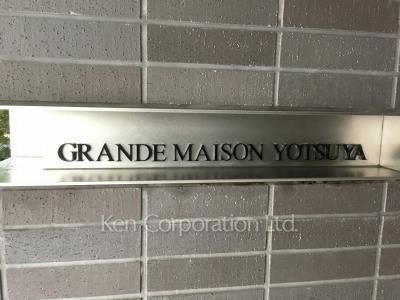 GRANDE MAISON YOTSUYA
Ken Corporation Ltd.